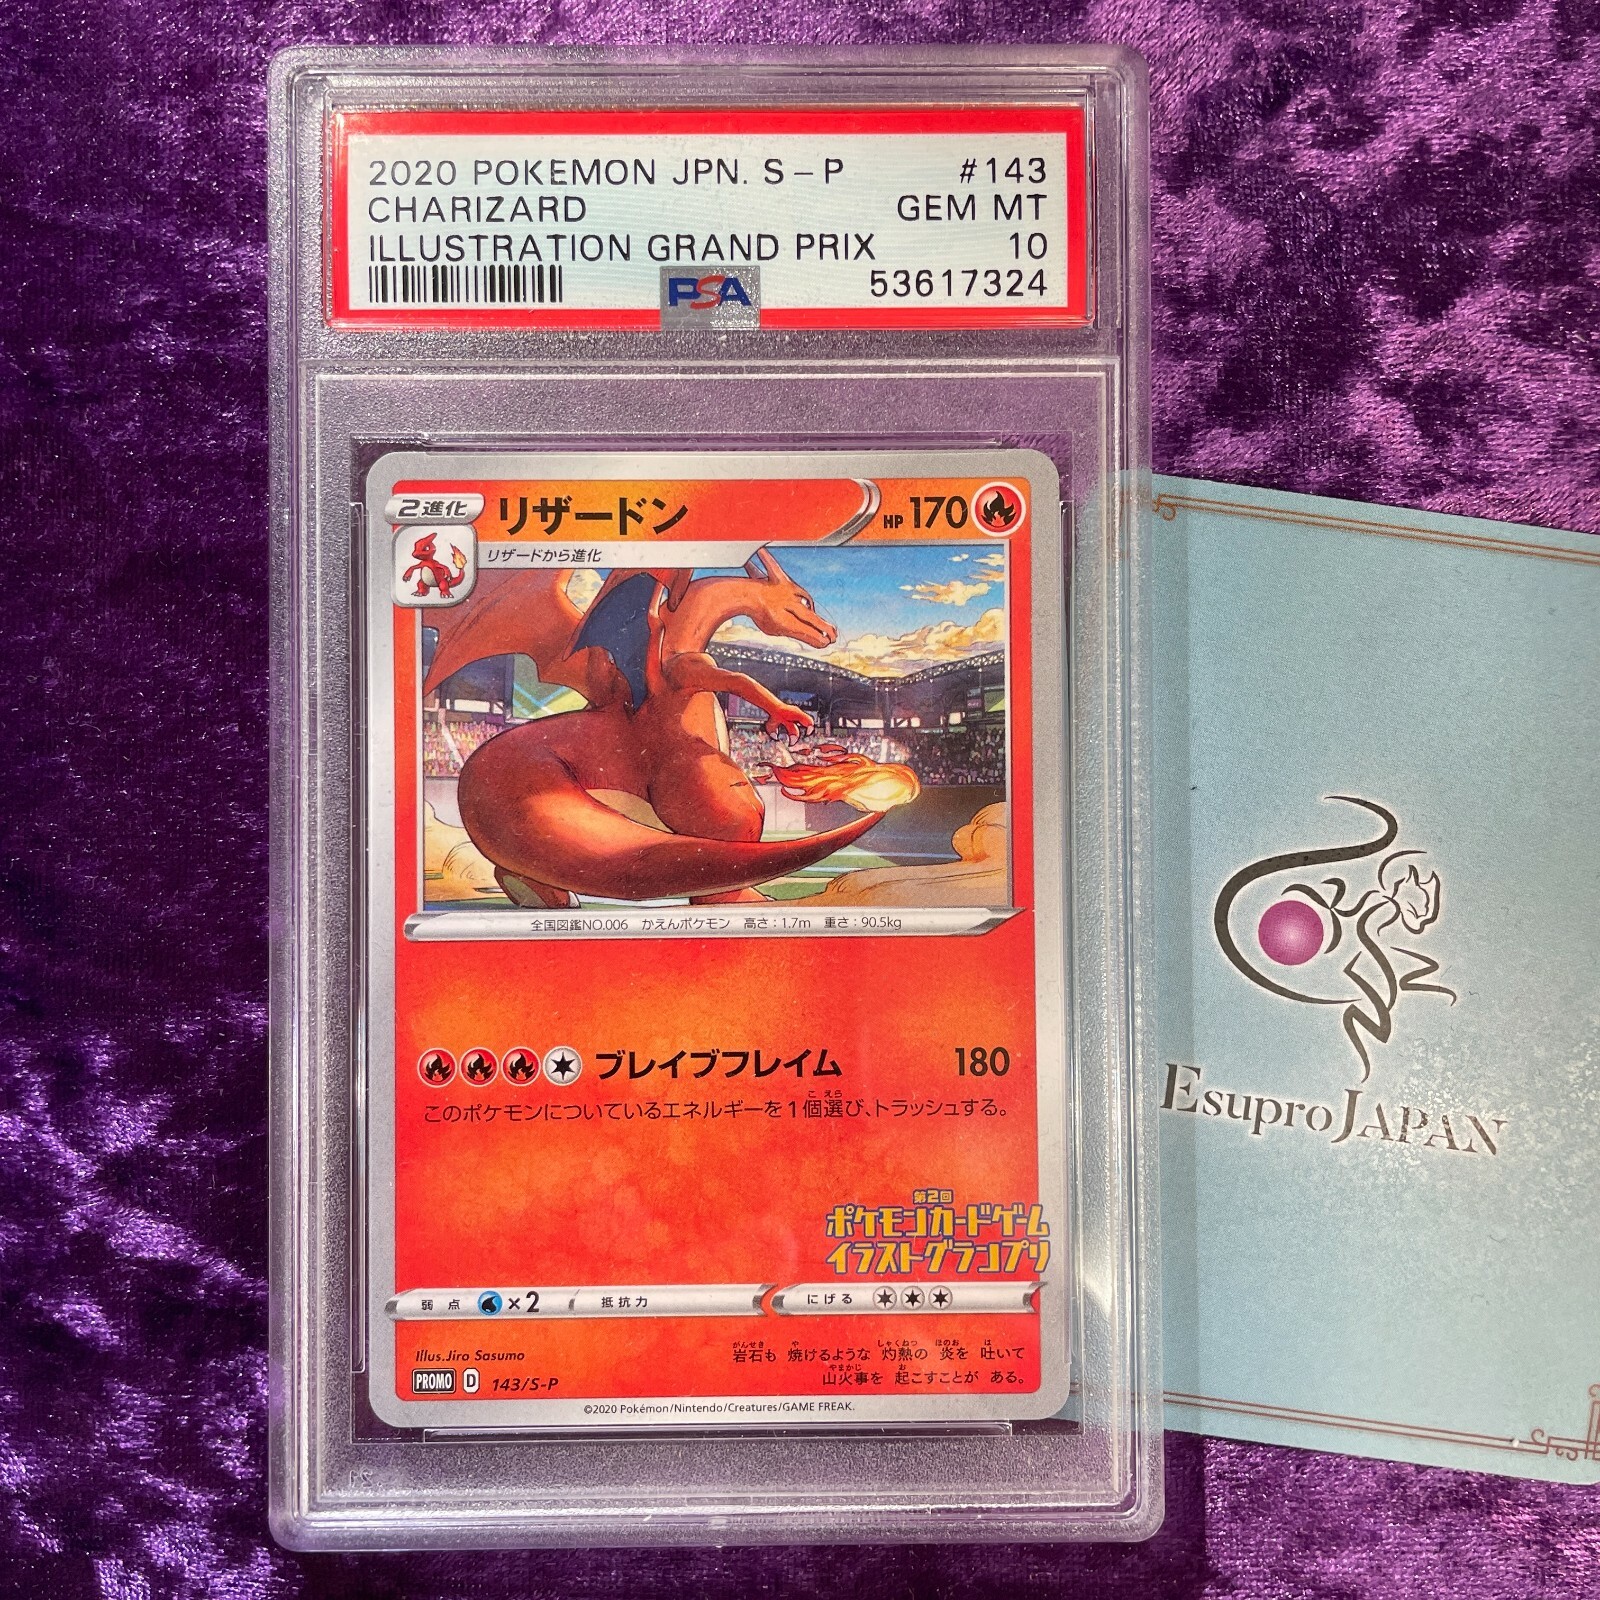 2020 POKEMON JPN. S-P #143
CHARIZARD GEM MT
ILLUSTRATION GRAND PRIX 10
PSA 53617324
2進化 リザードン HP 170
リザードから進化
全国図鑑NO.006 かえんポケモン 高さ:1.7m 重さ:90.5kg
ブレイブフレイム 180
このポケモンについているエネルギーを1個選び、トラッシュする。
第2回
ポケモンカードゲーム
イラストグランプリ
弱点 ×2 抵抗力 にげる
Illus.Jiro Sasumo
岩石も 焼けるような 灼熱の 炎を 吐いて
山火事を 起こすことが ある。
PROMO D 143/S-P
©2020 Pokémon/Nintendo/Creatures/GAME FREAK.
Esupro JAPAN